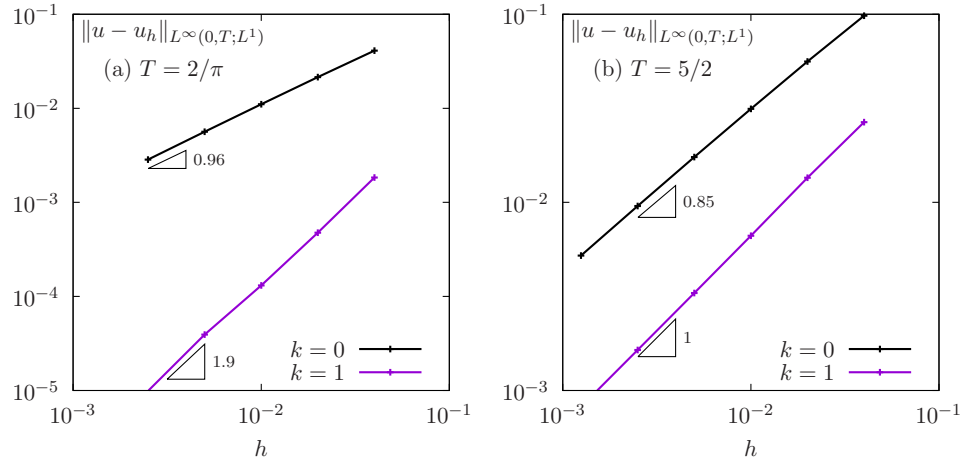 ‖u − u_h‖_{L^∞(0,T;L^1)}
(a) T = 2/π
10^{-1}
10^{-2}
10^{-3}
10^{-4}
10^{-5}
0.96
1.9
k = 0
k = 1
10^{-3} 10^{-2} 10^{-1}
h
‖u − u_h‖_{L^∞(0,T;L^1)}
(b) T = 5/2
10^{-1}
10^{-2}
10^{-3}
0.85
1
k = 0
k = 1
10^{-3} 10^{-2} 10^{-1}
h